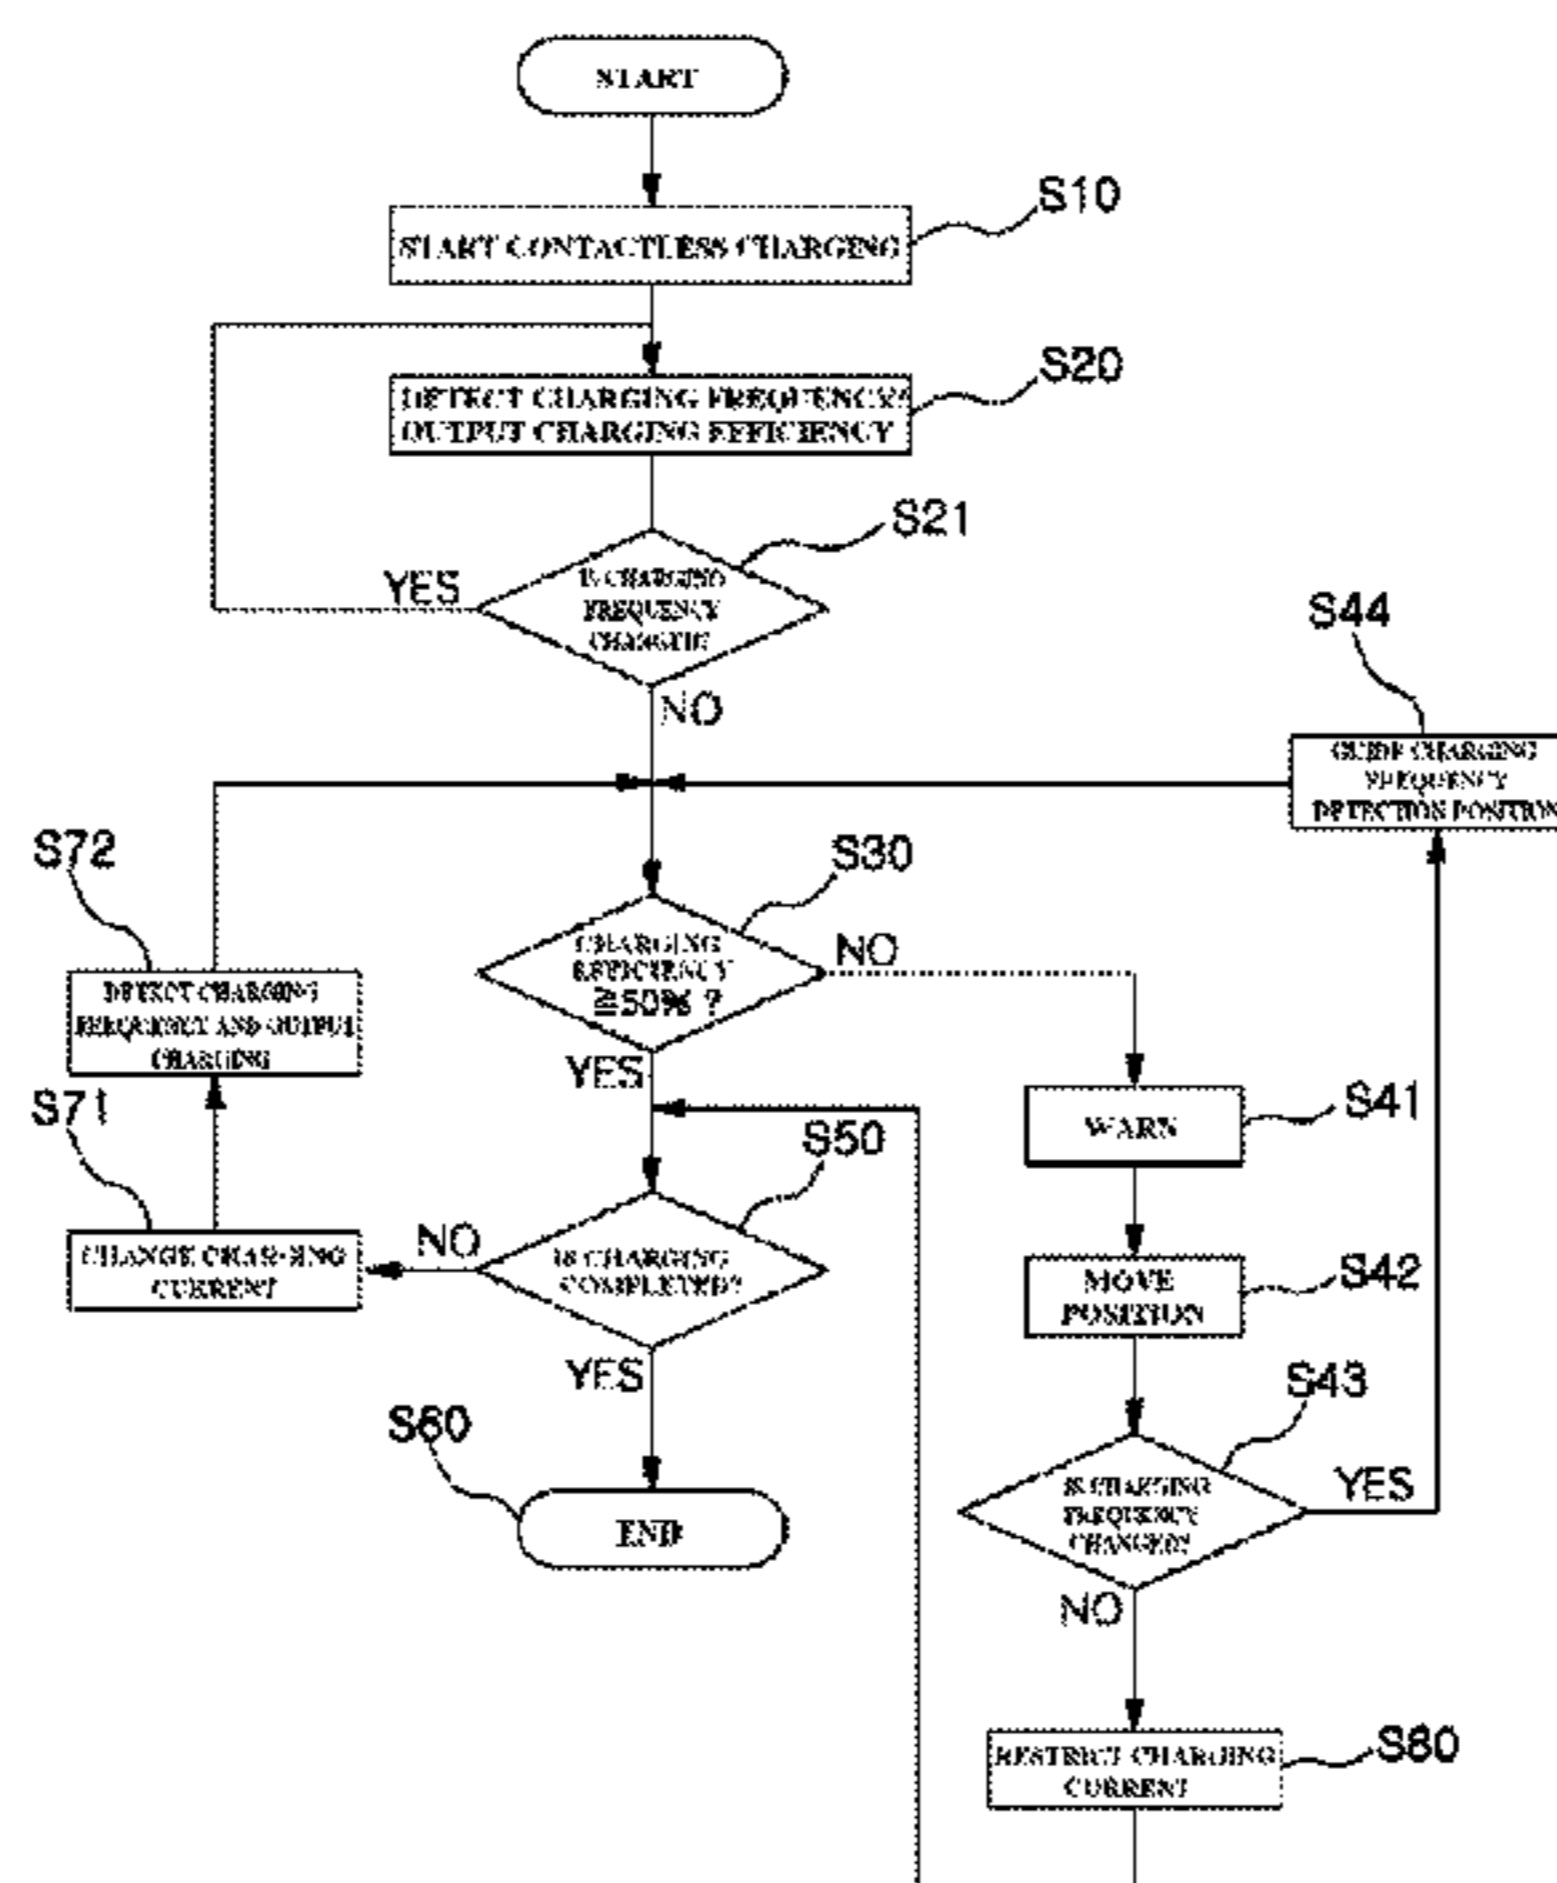 START
S10
START CONTACTLESS CHARGING
S20
DETECT CHARGING FREQUENCY/
OUTPUT CHARGING EFFICIENCY
S21
IS CHARGING
FREQUENCY
CHANGED?
YES
NO
S44
GUIDE CHARGING
FREQUENCY
DETECTION POSITION
S72
DETECT CHARGING
FREQUENCY AND OUTPUT
CHARGING
S30
CHARGING
EFFICIENCY
≧50% ?
NO
YES
S41
WARN
S71
CHANGE CHARGING
CURRENT
S50
IS CHARGING
COMPLETED?
NO
YES
S42
MOVE
POSITION
S43
IS CHARGING
FREQUENCY
CHANGED?
YES
NO
S60
END
S80
RESTRICT CHARGING
CURRENT